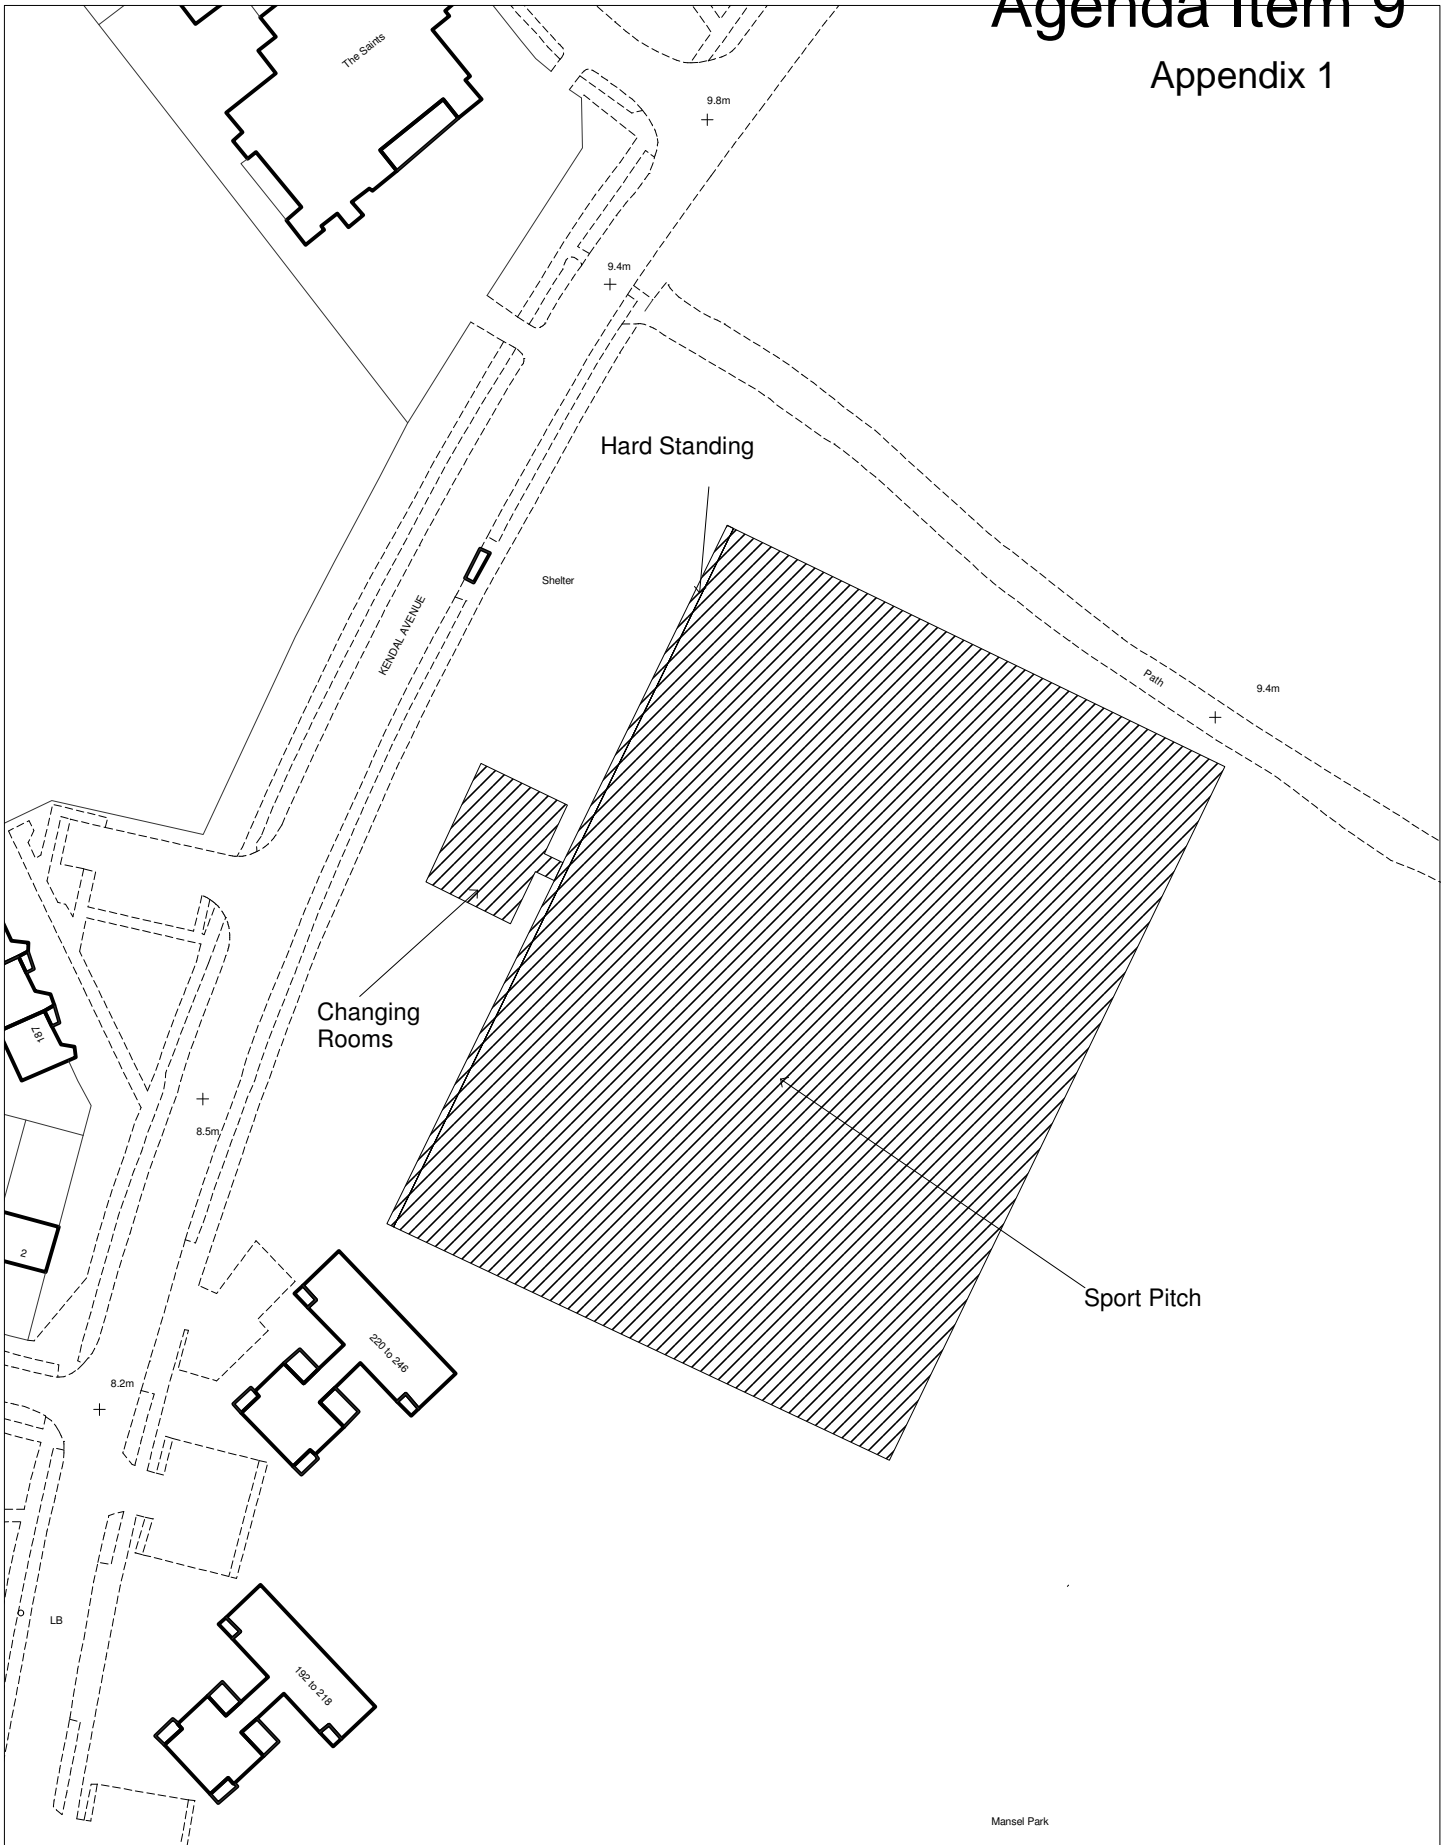 Agenda Item 9
Appendix 1
The Saints
9.8m
9.4m
Hard Standing
Shelter
KENDAL AVENUE
Path
9.4m
Changing
Rooms
187
8.5m
2
Sport Pitch
220 to 246
8.2m
LB
192 to 218
Mansel Park